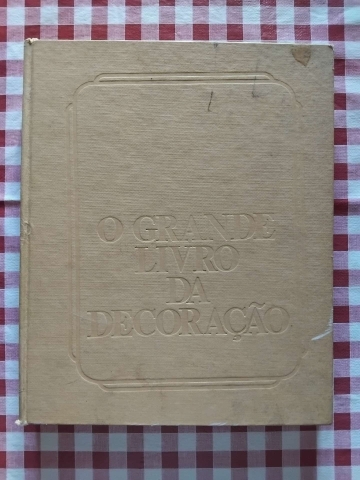 O GRANDE
LIVRO
DA
DECORAÇÃO